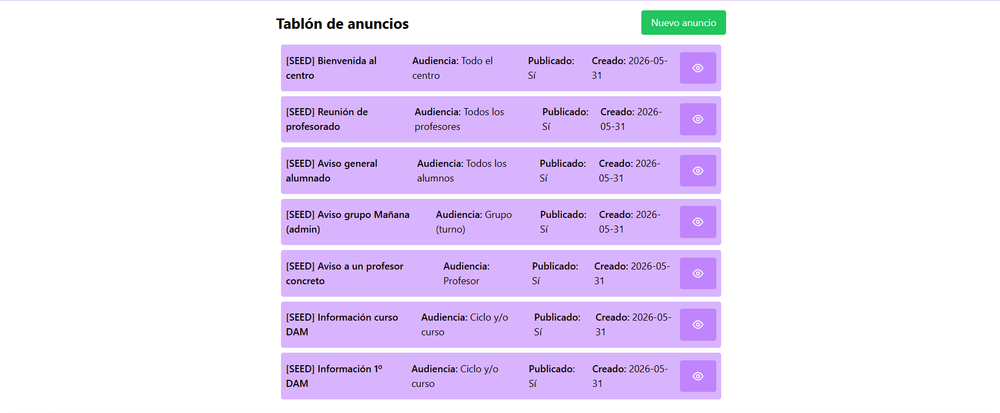 Tablón de anuncios
Nuevo anuncio
[SEED] Bienvenida al
centro
Audiencia: Todo el
centro
Publicado:
Sí
Creado: 2026-05-
31
[SEED] Reunión de
profesorado
Audiencia: Todos los
profesores
Publicado:
Sí
Creado: 2026-
05-31
[SEED] Aviso general
alumnado
Audiencia: Todos los
alumnos
Publicado:
Sí
Creado: 2026-
05-31
[SEED] Aviso grupo Mañana
(admin)
Audiencia: Grupo
(turno)
Publicado:
Sí
Creado: 2026-
05-31
[SEED] Aviso a un profesor
concreto
Audiencia:
Profesor
Publicado:
Sí
Creado: 2026-05-
31
[SEED] Información curso
DAM
Audiencia: Ciclo y/o
curso
Publicado:
Sí
Creado: 2026-05-
31
[SEED] Información 1º
DAM
Audiencia: Ciclo y/o
curso
Publicado:
Sí
Creado: 2026-05-
31